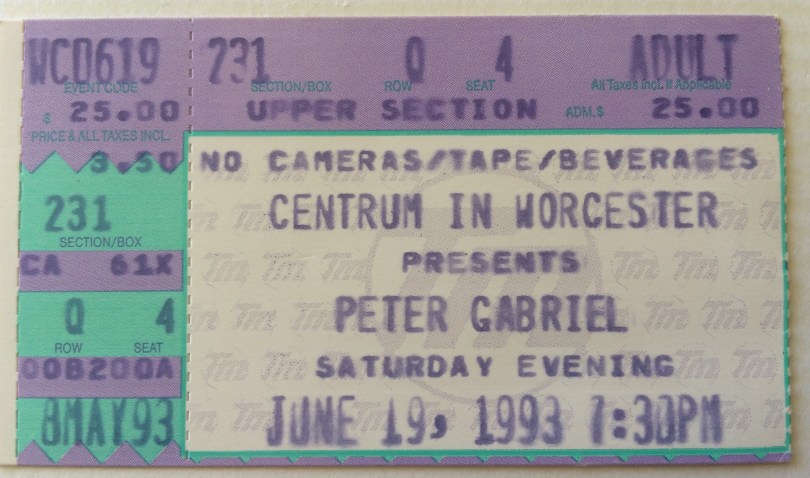 WCD619 231 Q 4 ADULT
EVENT CODE SECTION/BOX ROW SEAT All Taxes Incl. If Applicable
$ 25.00 UPPER SECTION ADM.$ 25.00
PRICE & ALL TAXES INCL.
3.50 NO CAMERAS/TAPE/BEVERAGES
231 CENTRUM IN WORCESTER
SECTION/BOX
CA 61X PRESENTS
Q 4 PETER GABRIEL
ROW SEAT
00B200A SATURDAY EVENING
8MAY93 JUNE 19, 1993 7:30PM